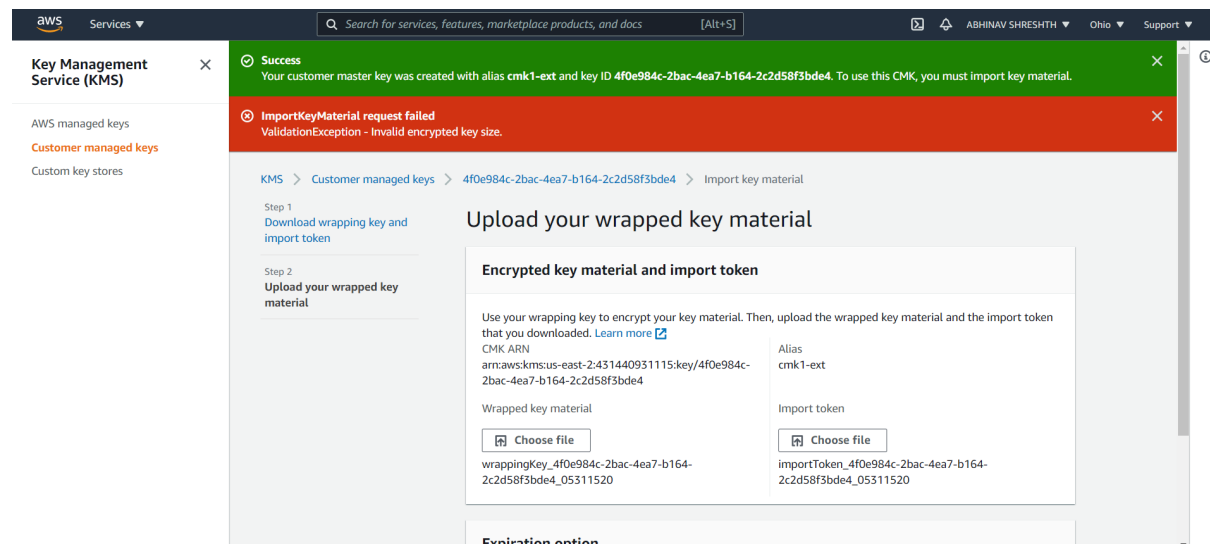 aws
Services ▼
Search for services, features, marketplace products, and docs [Alt+S]
ABHINAV SHRESHTH ▼
Ohio ▼
Support ▼
Key Management
Service (KMS)
AWS managed keys
Customer managed keys
Custom key stores
Success
Your customer master key was created with alias cmk1-ext and key ID 4f0e984c-2bac-4ea7-b164-2c2d58f3bde4. To use this CMK, you must import key material.
ImportKeyMaterial request failed
ValidationException - Invalid encrypted key size.
KMS > Customer managed keys > 4f0e984c-2bac-4ea7-b164-2c2d58f3bde4 > Import key material
Step 1
Download wrapping key and
import token
Step 2
Upload your wrapped key
material
Upload your wrapped key material
Encrypted key material and import token
Use your wrapping key to encrypt your key material. Then, upload the wrapped key material and the import token
that you downloaded. Learn more
CMK ARN
arn:aws:kms:us-east-2:431440931115:key/4f0e984c-
2bac-4ea7-b164-2c2d58f3bde4
Alias
cmk1-ext
Wrapped key material
Choose file
wrappingKey_4f0e984c-2bac-4ea7-b164-
2c2d58f3bde4_05311520
Import token
Choose file
importToken_4f0e984c-2bac-4ea7-b164-
2c2d58f3bde4_05311520
Expiration option